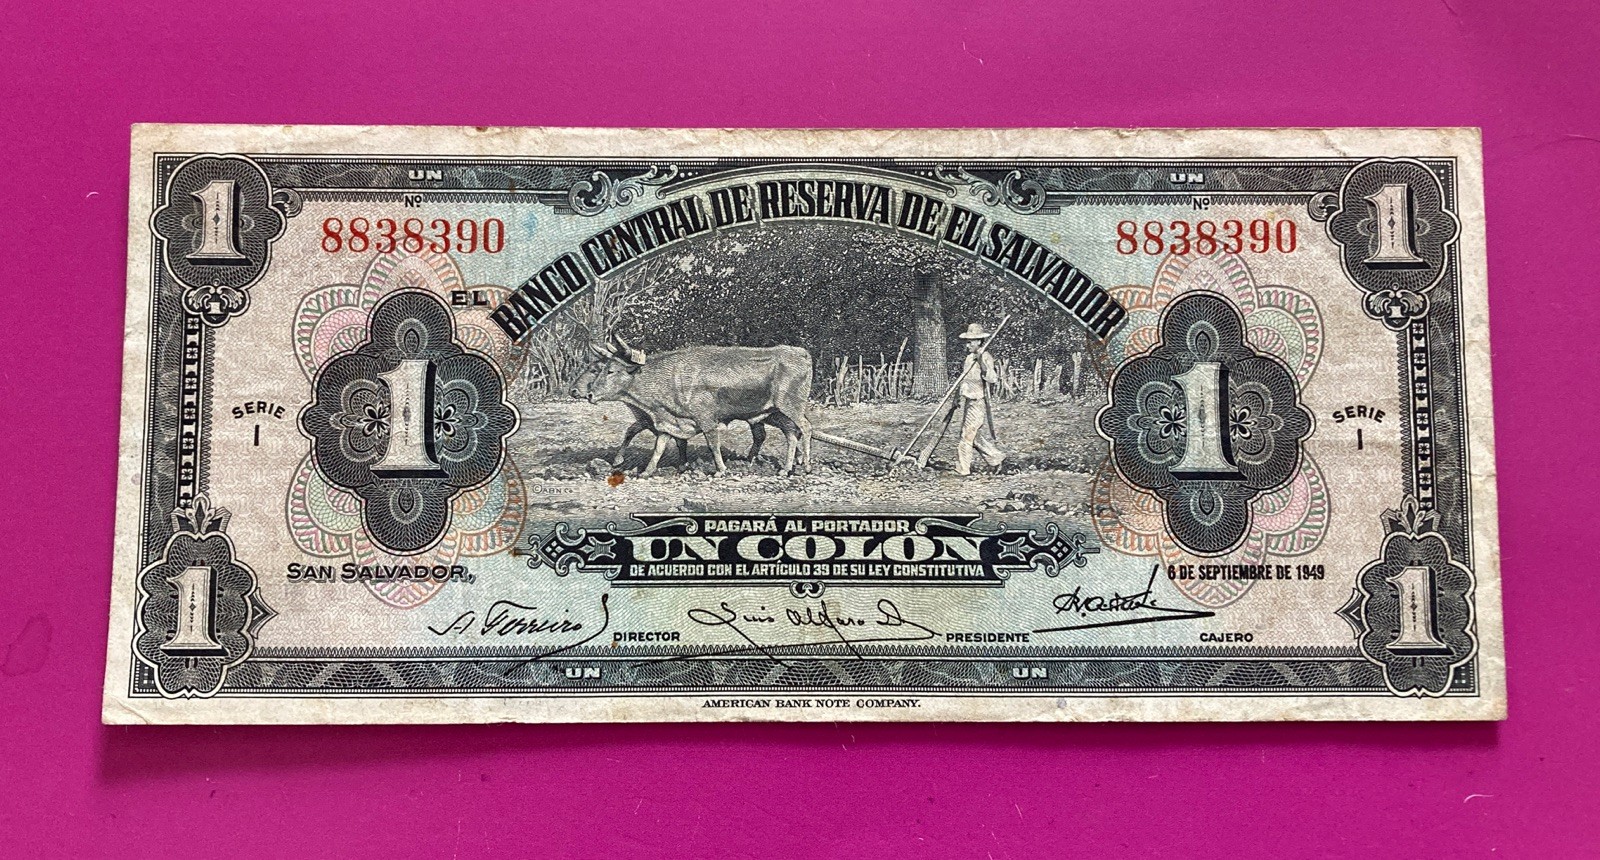 1 UN UN 1
Nº Nº
8838390 8838390
EL BANCO CENTRAL DE RESERVA DE EL SALVADOR
SERIE SERIE
I I
1 1
PAGARÁ AL PORTADOR
UN COLÓN
DE ACUERDO CON EL ARTÍCULO 39 DE SU LEY CONSTITUTIVA
SAN SALVADOR, 6 DE SEPTIEMBRE DE 1949
DIRECTOR Luis Alfaro D. PRESIDENTE CAJERO
1 UN UN 1
AMERICAN BANK NOTE COMPANY.